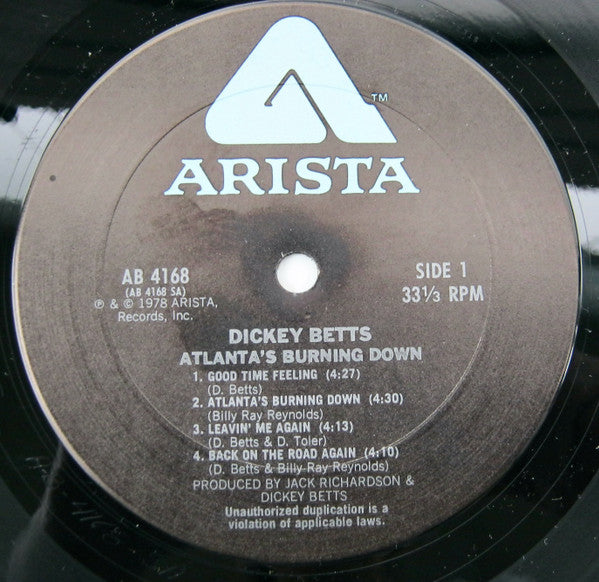 ™
ARISTA
AB 4168
(AB 4168 SA)
℗ & © 1978 ARISTA,
Records, Inc.
SIDE 1
33⅓ RPM
DICKEY BETTS
ATLANTA'S BURNING DOWN
1. GOOD TIME FEELING (4:27)
(D. Betts)
2. ATLANTA'S BURNING DOWN (4:30)
(Billy Ray Reynolds)
3. LEAVIN' ME AGAIN (4:13)
(D. Betts & D. Toler)
4. BACK ON THE ROAD AGAIN (4:10)
(D. Betts & Billy Ray Reynolds)
PRODUCED BY JACK RICHARDSON &
DICKEY BETTS
Unauthorized duplication is a
violation of applicable laws.